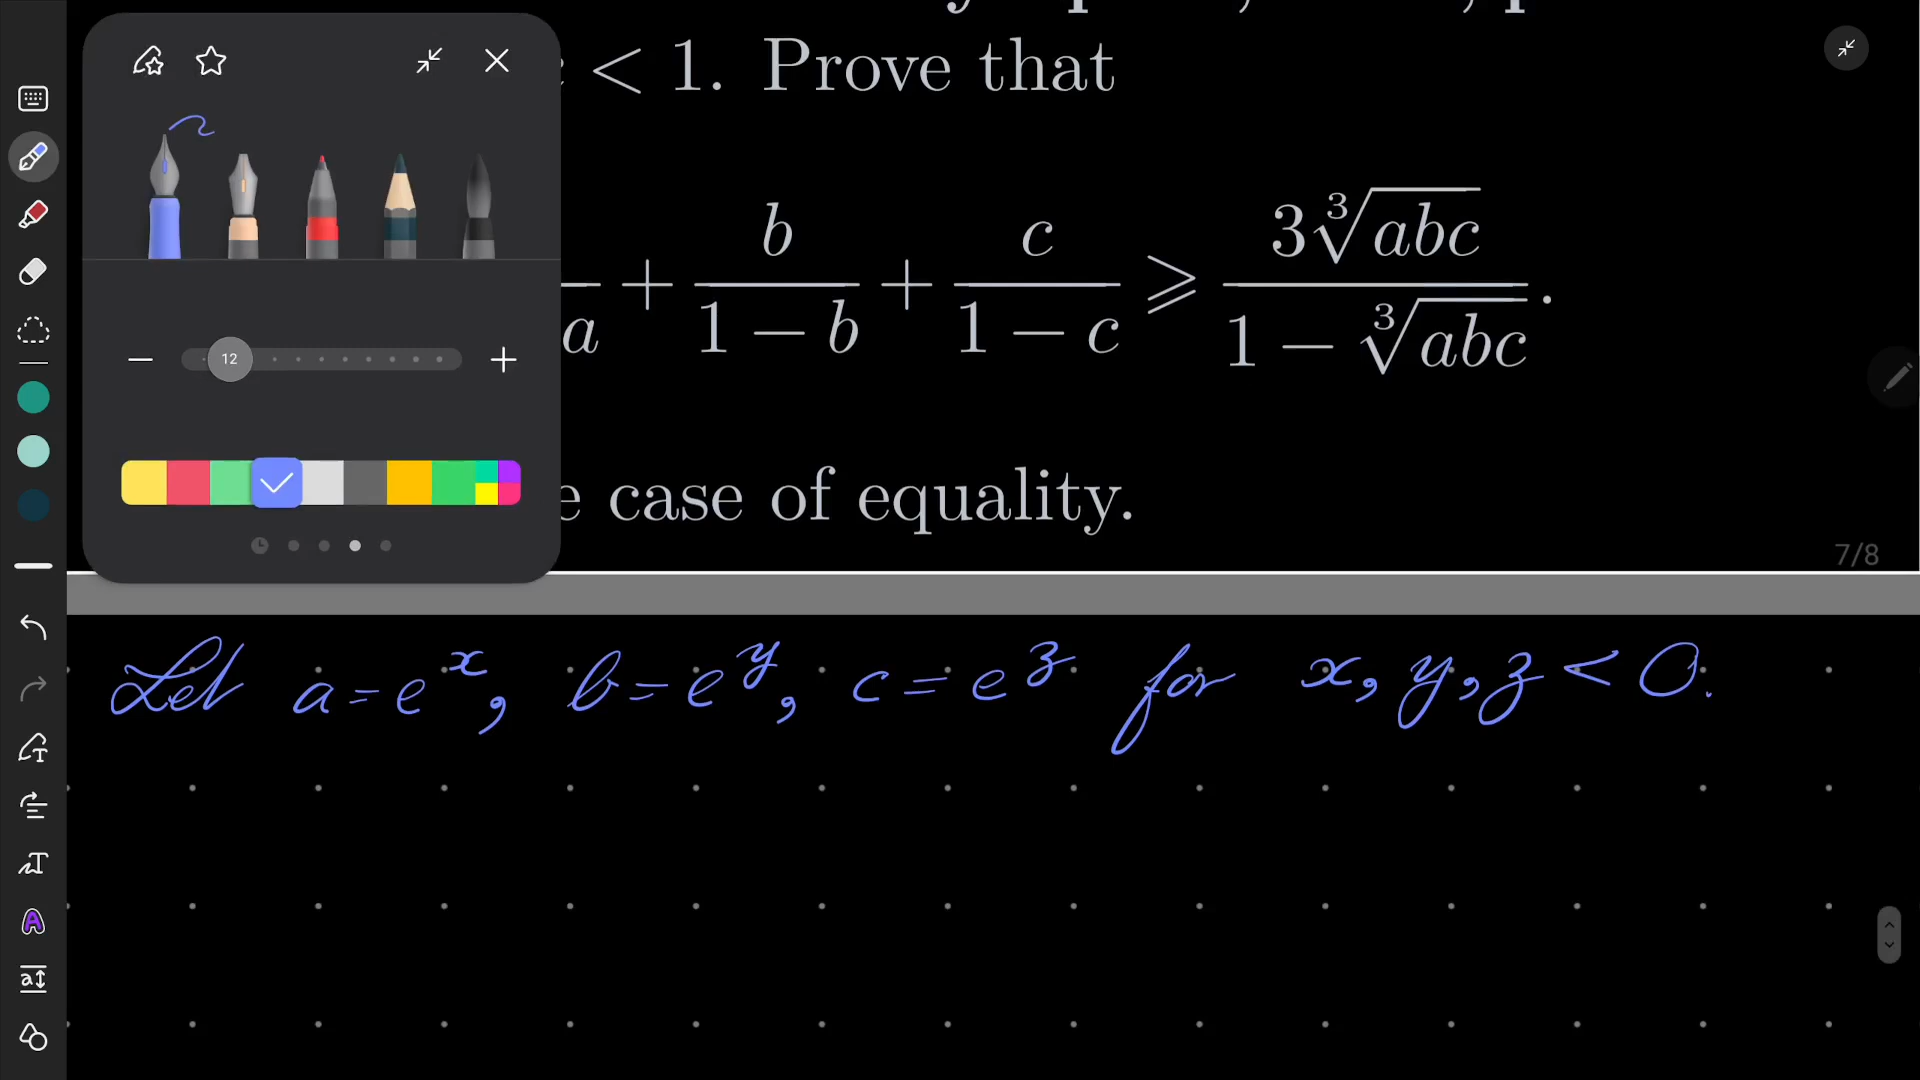 < 1. Prove that
a + b/(1 − b) + c/(1 − c) ⩾ 3∛abc/(1 − ∛abc).
12
e case of equality.
7/8
Let a = e^x, b = e^y, c = e^z for x, y, z < 0.